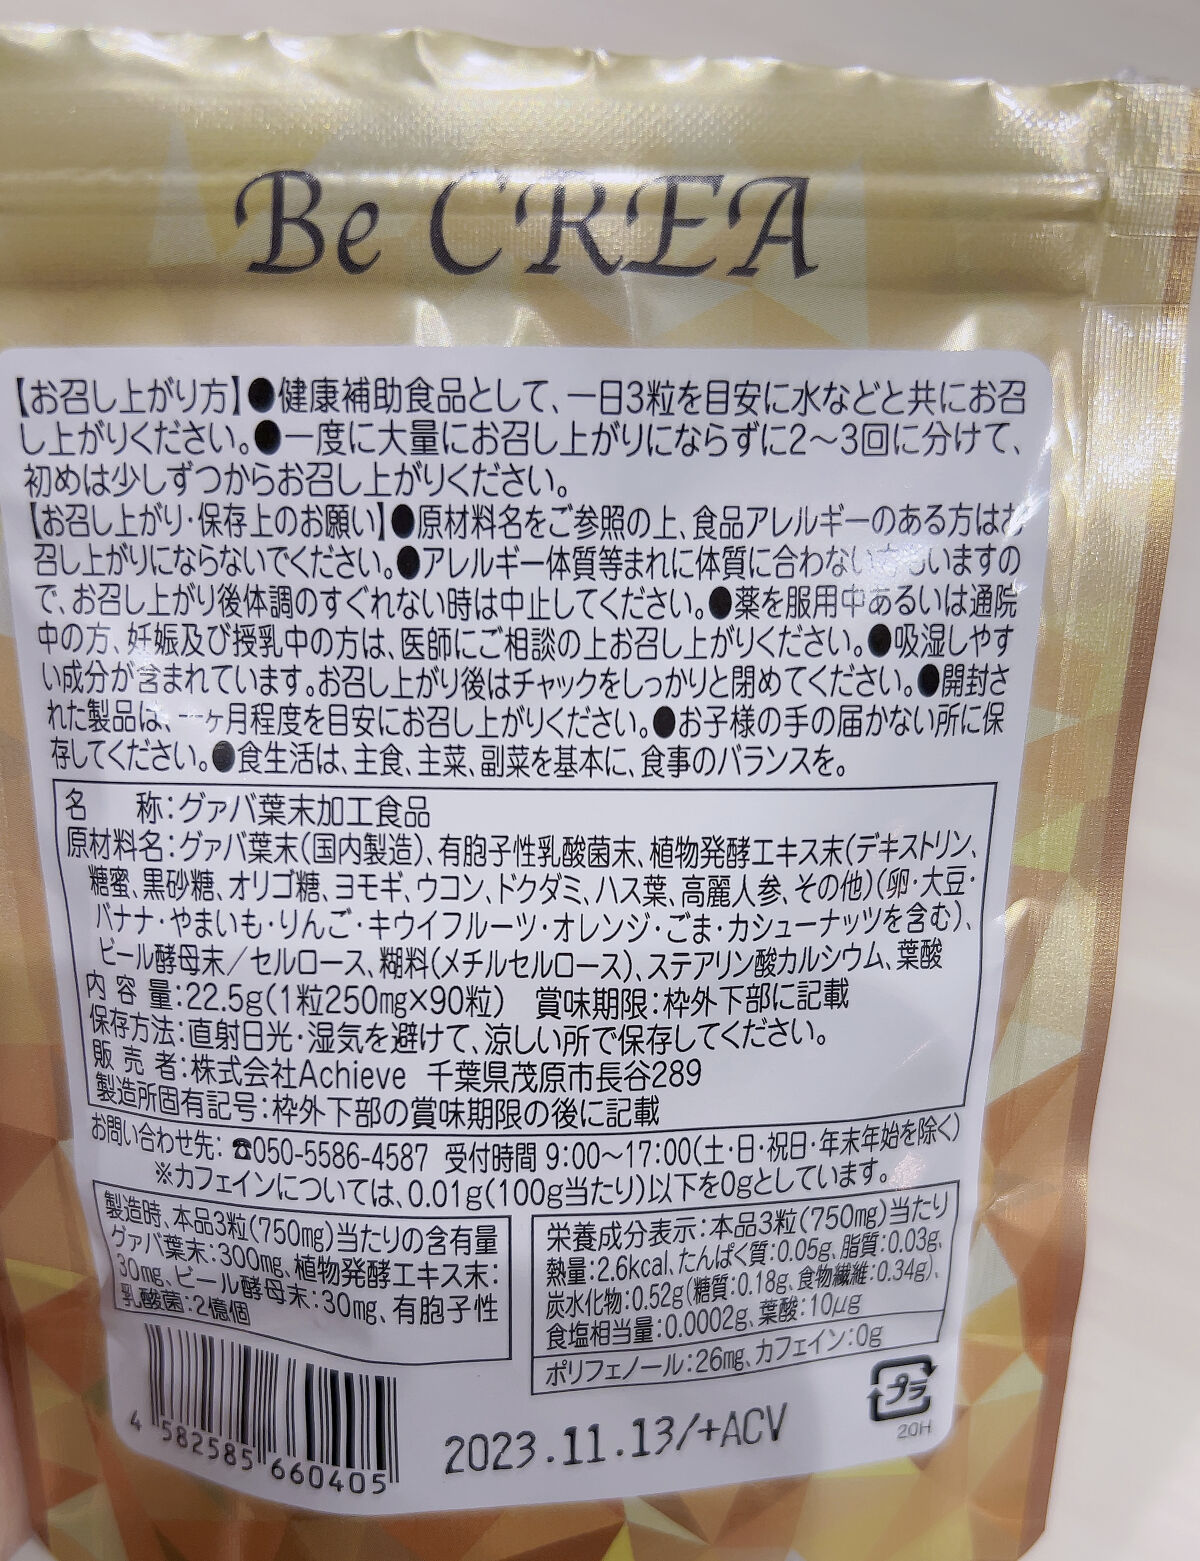 Be CREA
【お召し上がり方】●健康補助食品として、一日3粒を目安に水などと共にお召
し上がりください。●一度に大量にお召し上がりにならずに2～3回に分けて、
初めは少しずつからお召し上がりください。
【お召し上がり・保存上のお願い】●原材料名をご参照の上、食品アレルギーのある方はお
召し上がりにならないでください。●アレルギー体質等まれに体質に合わない方もいますの
で、お召し上がり後体調のすぐれない時は中止してください。●薬を服用中あるいは通院
中の方、妊娠及び授乳中の方は、医師にご相談の上お召し上がりください。●吸湿しやす
い成分が含まれています。お召し上がり後はチャックをしっかりと閉めてください。●開封さ
れた製品は、一ヶ月程度を目安にお召し上がりください。●お子様の手の届かない所に保
存してください。●食生活は、主食、主菜、副菜を基本に、食事のバランスを。
名　　称：グァバ葉末加工食品
原材料名：グァバ葉末（国内製造）、有胞子性乳酸菌末、植物発酵エキス末（デキストリン、
糖蜜、黒砂糖、オリゴ糖、ヨモギ、ウコン、ドクダミ、ハス葉、高麗人参、その他）（卵・大豆・
バナナ・やまいも・りんご・キウイフルーツ・オレンジ・ごま・カシューナッツを含む）、
ビール酵母末／セルロース、糊料（メチルセルロース）、ステアリン酸カルシウム、葉酸
内 容 量：22.5g（1粒250mg×90粒）　賞味期限：枠外下部に記載
保存方法：直射日光・湿気を避けて、涼しい所で保存してください。
販 売 者：株式会社Achieve　千葉県茂原市長谷289
製造所固有記号：枠外下部の賞味期限の後に記載
お問い合わせ先：☎050-5586-4587 受付時間 9:00～17:00（土・日・祝日・年末年始を除く）
※カフェインについては、0.01g（100g当たり）以下を0gとしています。
製造時、本品3粒（750mg）当たりの含有量
グァバ葉末：300mg、植物発酵エキス末：
30mg、ビール酵母末：30mg、有胞子性
乳酸菌：2億個
栄養成分表示：本品3粒（750mg）当たり
熱量：2.6kcal、たんぱく質：0.05g、脂質：0.03g、
炭水化物：0.52g（糖質：0.18g、食物繊維：0.34g）、
食塩相当量：0.0002g、葉酸：10μg
ポリフェノール：26mg、カフェイン：0g
4 582585 660405
2023.11.13/+ACV
プラ
20H